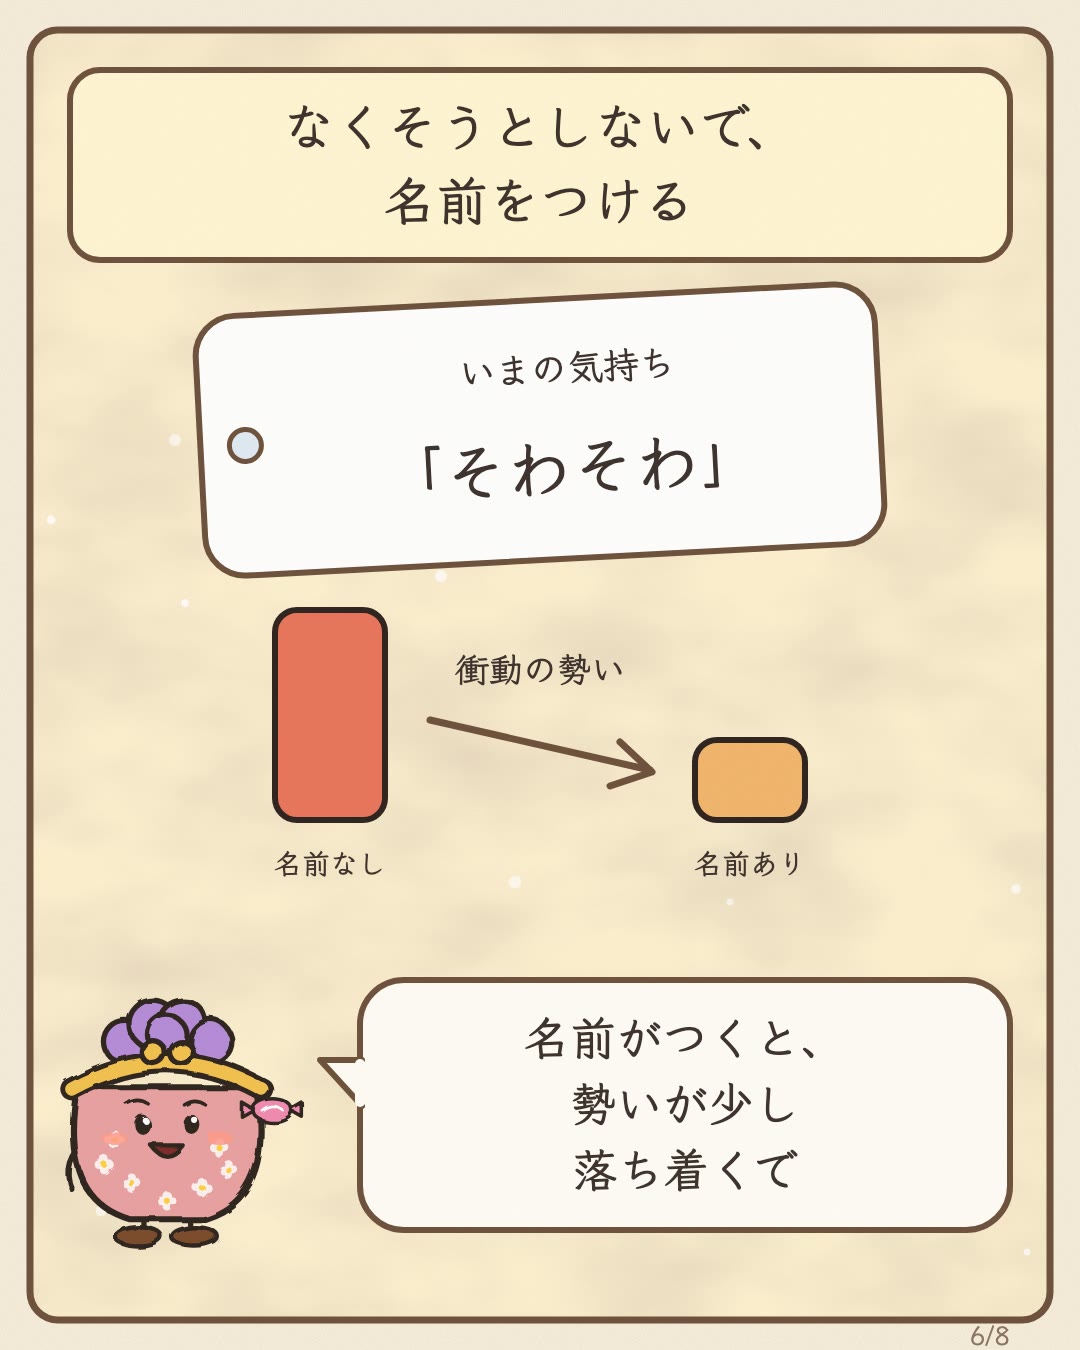 なくそうとしないで、
名前をつける
いまの気持ち
「そわそわ」
衝動の勢い
名前なし
名前あり
名前がつくと、
勢いが少し
落ち着くで
6/8